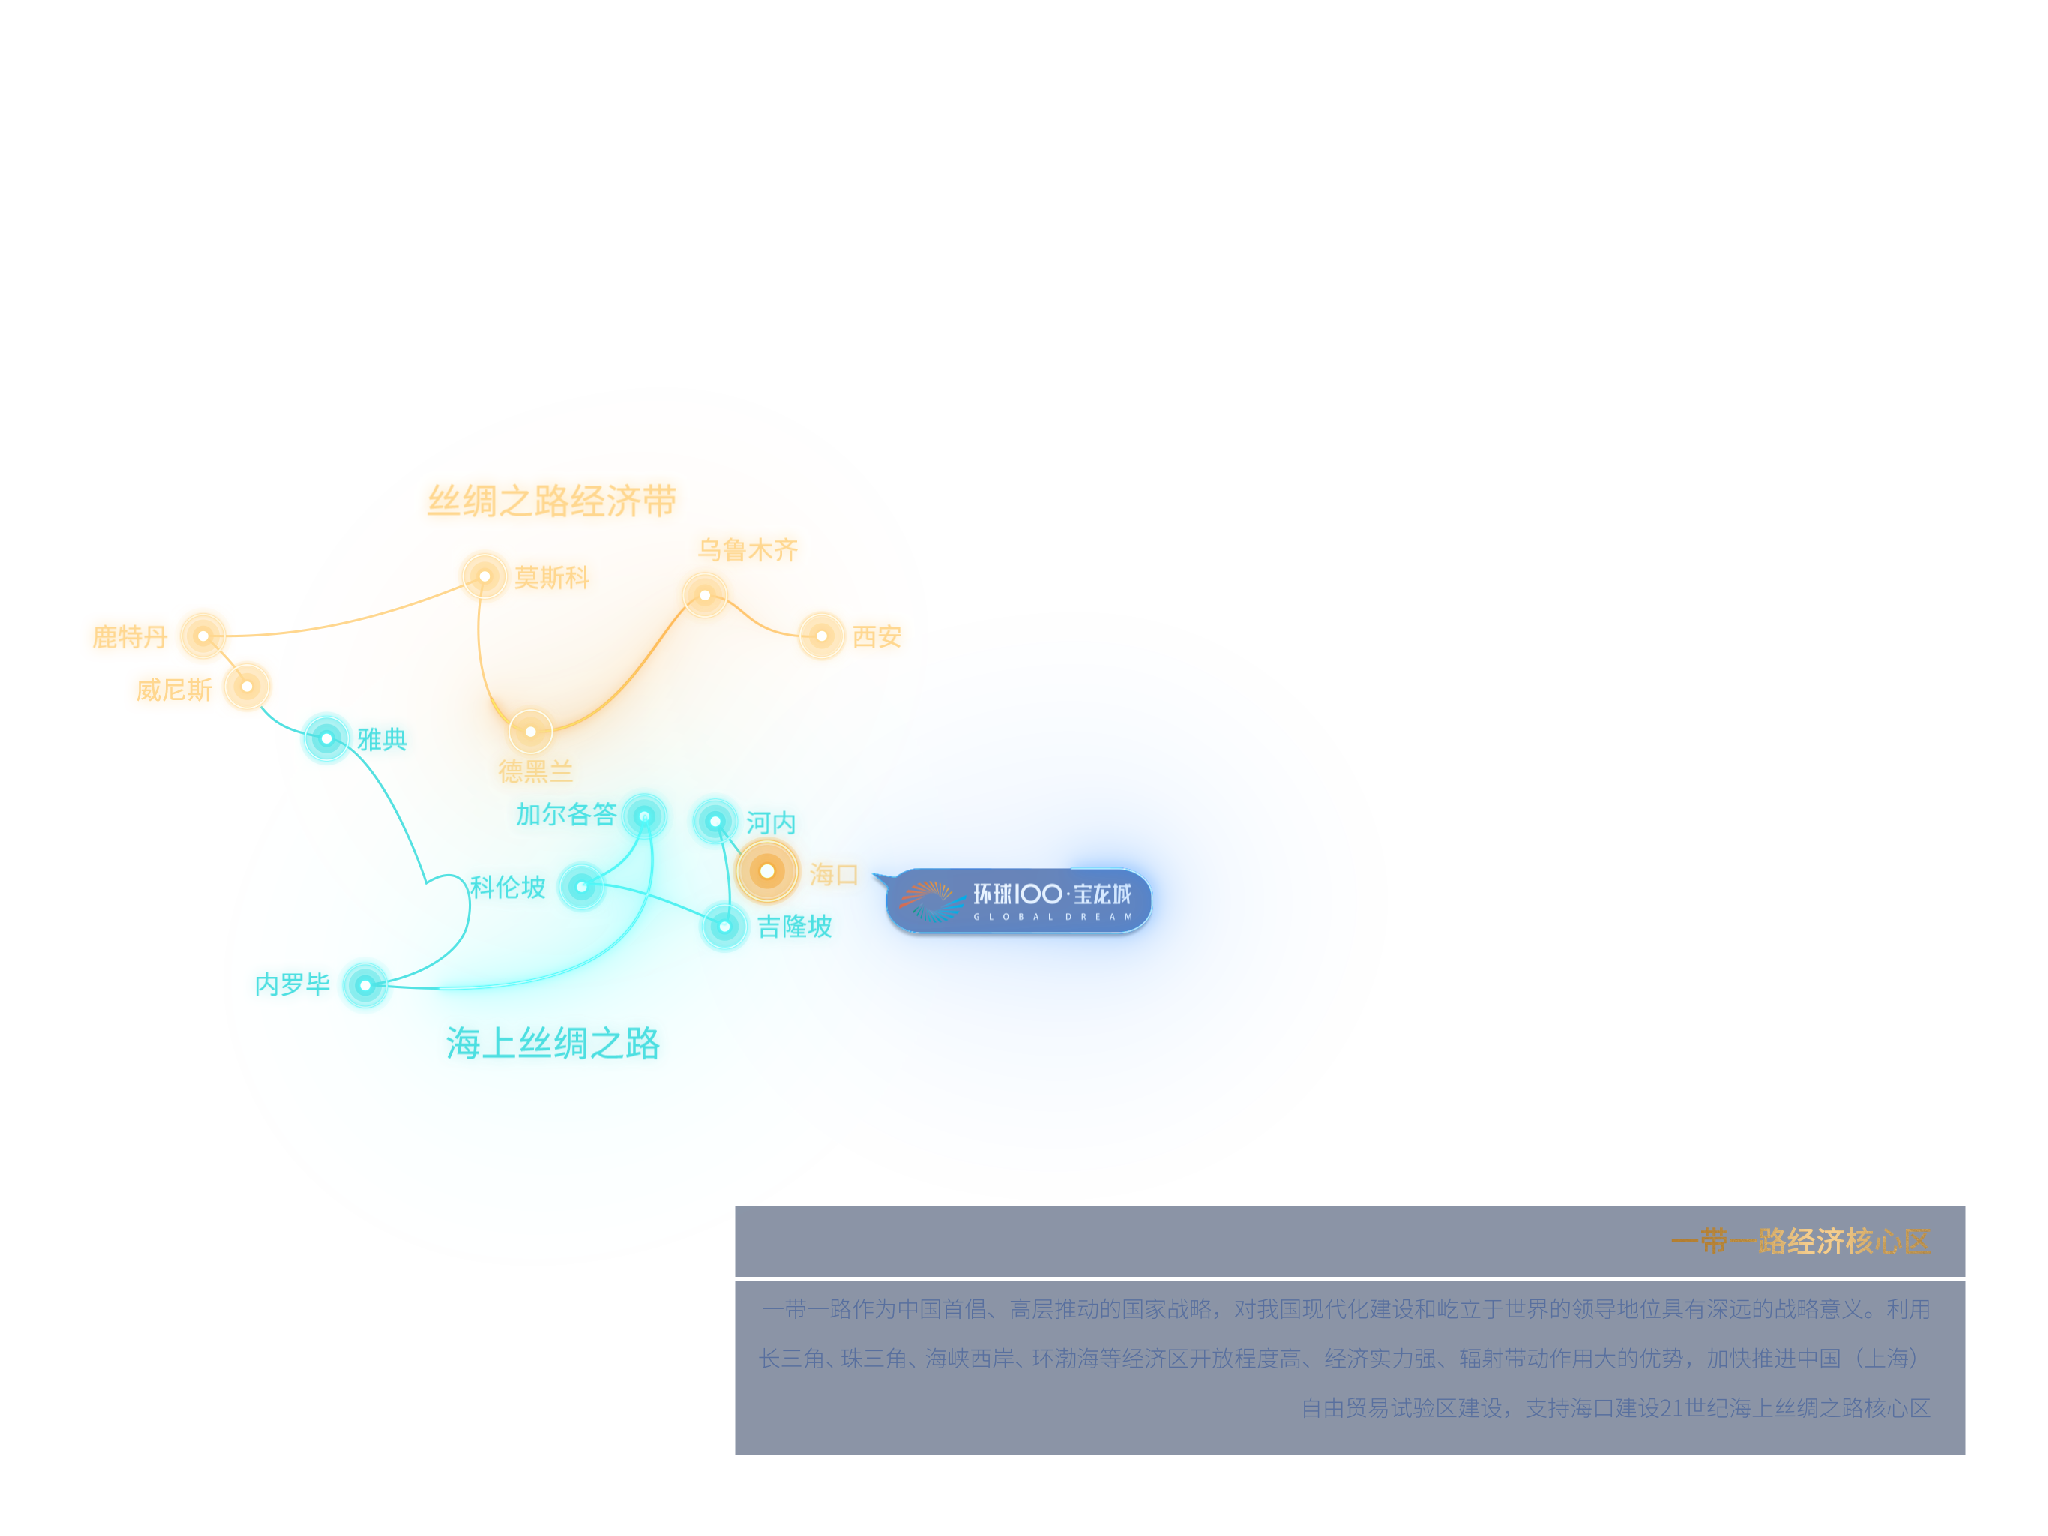 丝绸之路经济带
乌鲁木齐
莫斯科
鹿特丹
西安
威尼斯
雅典
德黑兰
加尔各答
河内
海口
科伦坡
环球100·宝龙城
GLOBAL DREAM
吉隆坡
内罗毕
海上丝绸之路
一带一路经济核心区
一带一路作为中国首倡、高层推动的国家战略，对我国现代化建设和屹立于世界的领导地位具有深远的战略意义。利用
长三角、珠三角、海峡西岸、环渤海等经济区开放程度高、经济实力强、辐射带动作用大的优势，加快推进中国（上海）
自由贸易试验区建设，支持海口建设21世纪海上丝绸之路核心区